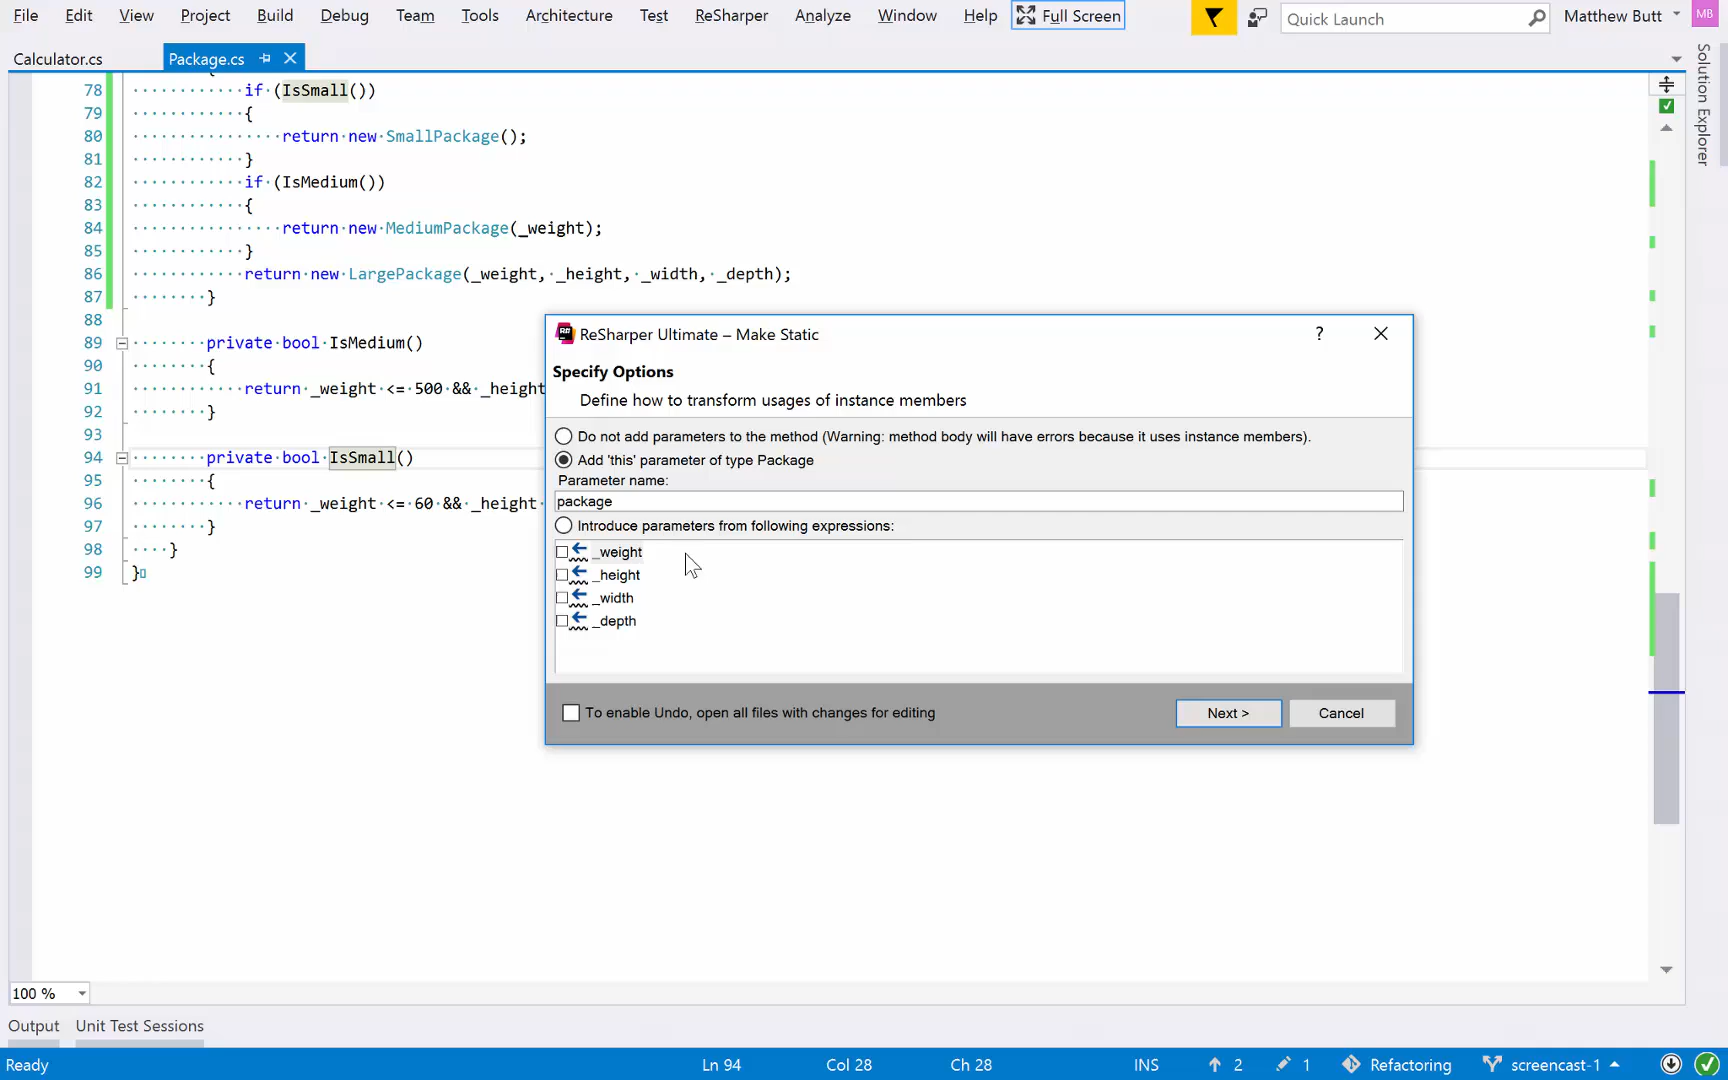 File Edit View Project Build Debug Team Tools Architecture Test ReSharper Analyze Window Help Full Screen Quick Launch Matthew Butt MB
Calculator.cs Package.cs
Solution Explorer
78 if (IsSmall())
79 {
80 return new SmallPackage();
81 }
82 if (IsMedium())
83 {
84 return new MediumPackage(_weight);
85 }
86 return new LargePackage(_weight, _height, _width, _depth);
87 }
88
89 private bool IsMedium()
90 {
91 return _weight <= 500 && _height
92 }
93
94 private bool IsSmall()
95 {
96 return _weight <= 60 && _height
97 }
98 }
99 }
ReSharper Ultimate – Make Static ?
Specify Options
Define how to transform usages of instance members
Do not add parameters to the method (Warning: method body will have errors because it uses instance members).
Add 'this' parameter of type Package
Parameter name:
package
Introduce parameters from following expressions:
_weight
_height
_width
_depth
To enable Undo, open all files with changes for editing Next > Cancel
100 %
Output Unit Test Sessions
Ready Ln 94 Col 28 Ch 28 INS 2 1 Refactoring screencast-1